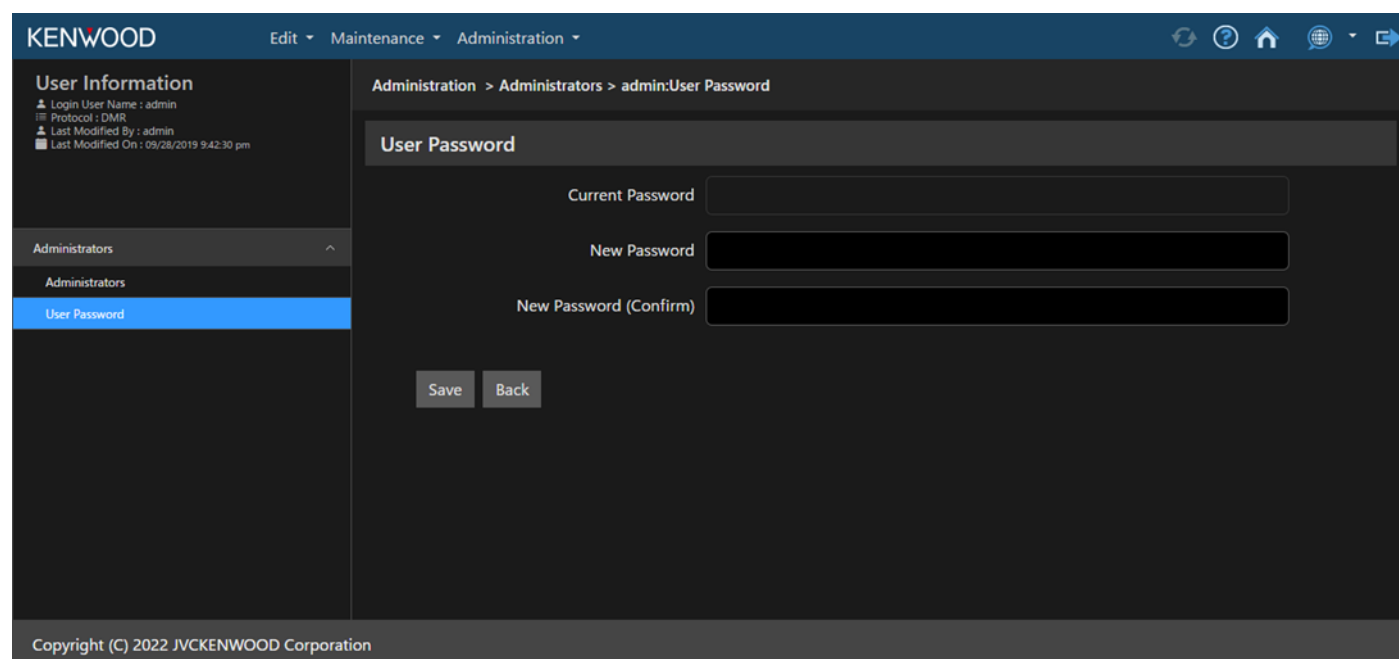 KENWOOD Edit Maintenance Administration
User Information
Login User Name : admin
Protocol : DMR
Last Modified By : admin
Last Modified On : 09/28/2019 9:42:30 pm
Administrators
Administrators
User Password
Administration > Administrators > admin:User Password
User Password
Current Password
New Password
New Password (Confirm)
Save Back
Copyright (C) 2022 JVCKENWOOD Corporation